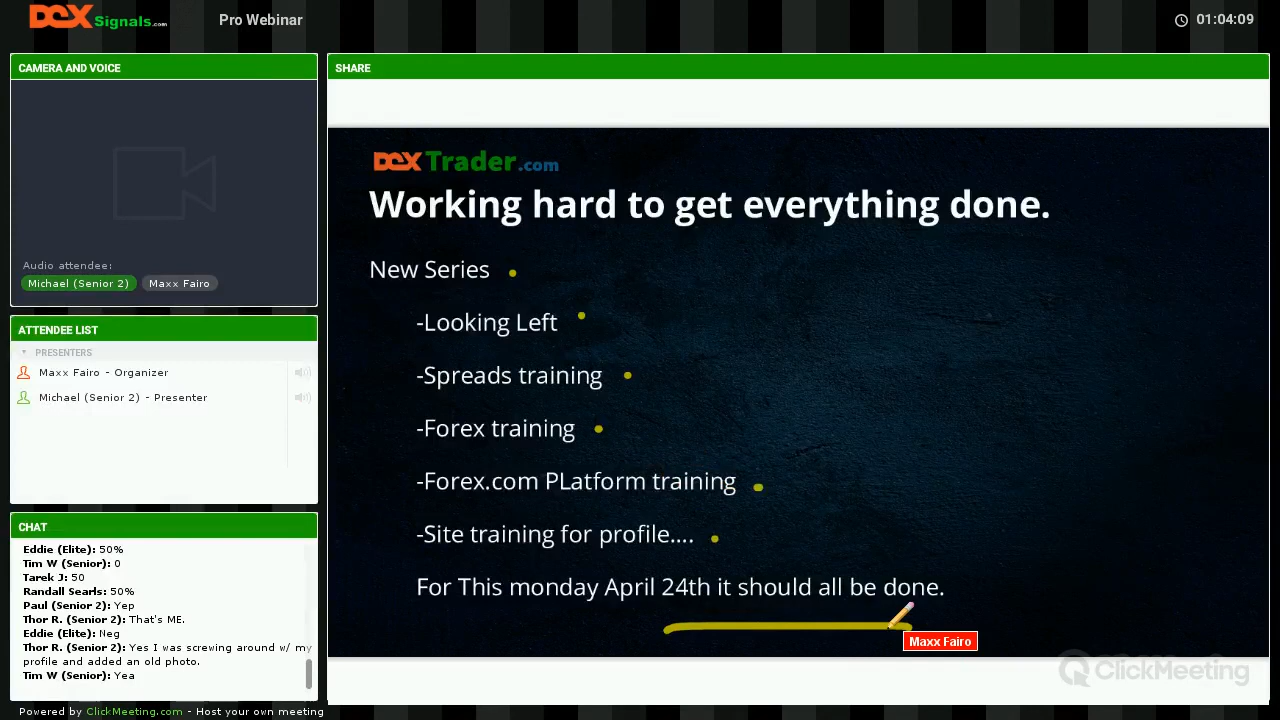 DCX Signals.com
Pro Webinar
01:04:09
CAMERA AND VOICE
SHARE
Audio attendee:
Michael (Senior 2)
Maxx Fairo
ATTENDEE LIST
PRESENTERS
Maxx Fairo - Organizer
Michael (Senior 2) - Presenter
CHAT
Eddie (Elite): 50%
Tim W (Senior): 0
Tarek J: 50
Randall Searls: 50%
Paul (Senior 2): Yep
Thor R. (Senior 2): That's ME.
Eddie (Elite): Neg
Thor R. (Senior 2): Yes I was screwing around w/ my
profile and added an old photo.
Tim W (Senior): Yea
DCX Trader.com
Working hard to get everything done.
New Series
-Looking Left
-Spreads training
-Forex training
-Forex.com PLatform training
-Site training for profile....
For This monday April 24th it should all be done.
Maxx Fairo
ClickMeeting
Powered by ClickMeeting.com - Host your own meeting